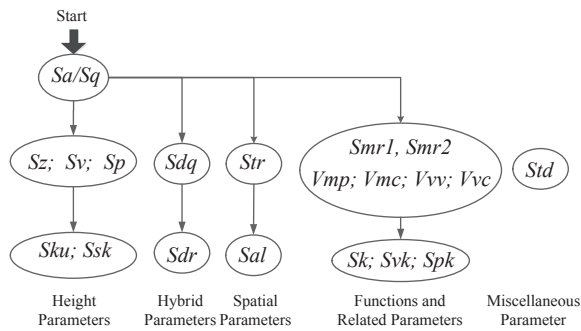 Start
Sa/Sq
Sz; Sv; Sp
Sdq
Str
Smr1, Smr2
Vmp; Vmc; Vvv; Vvc
Std
Sku; Ssk
Sdr
Sal
Sk; Svk; Spk
Height
Parameters
Hybrid
Parameters
Spatial
Parameters
Functions and
Related Parameters
Miscellaneous
Parameter